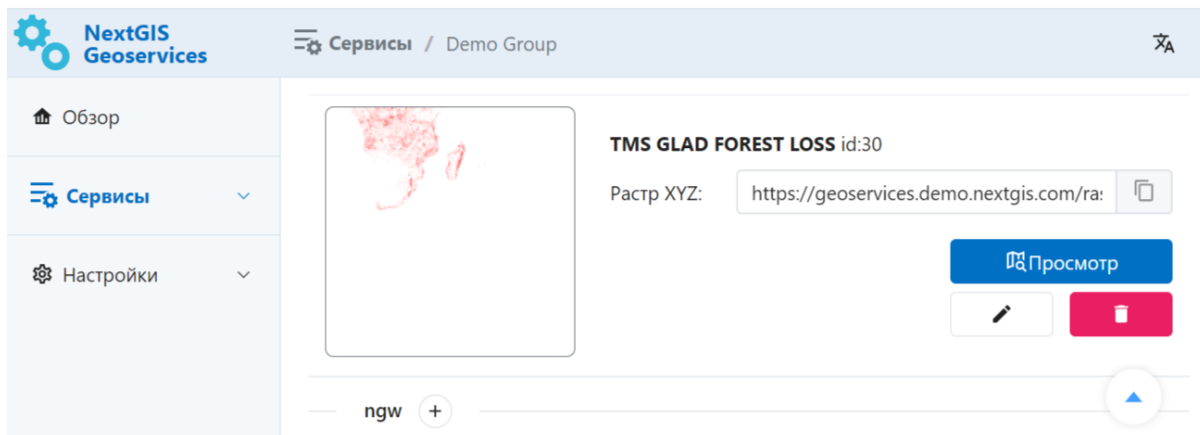 NextGIS
Geoservices
Сервисы / Demo Group
Обзор
Сервисы
Настройки
TMS GLAD FOREST LOSS id:30
Растр XYZ: https://geoservices.demo.nextgis.com/ra
Просмотр
ngw +